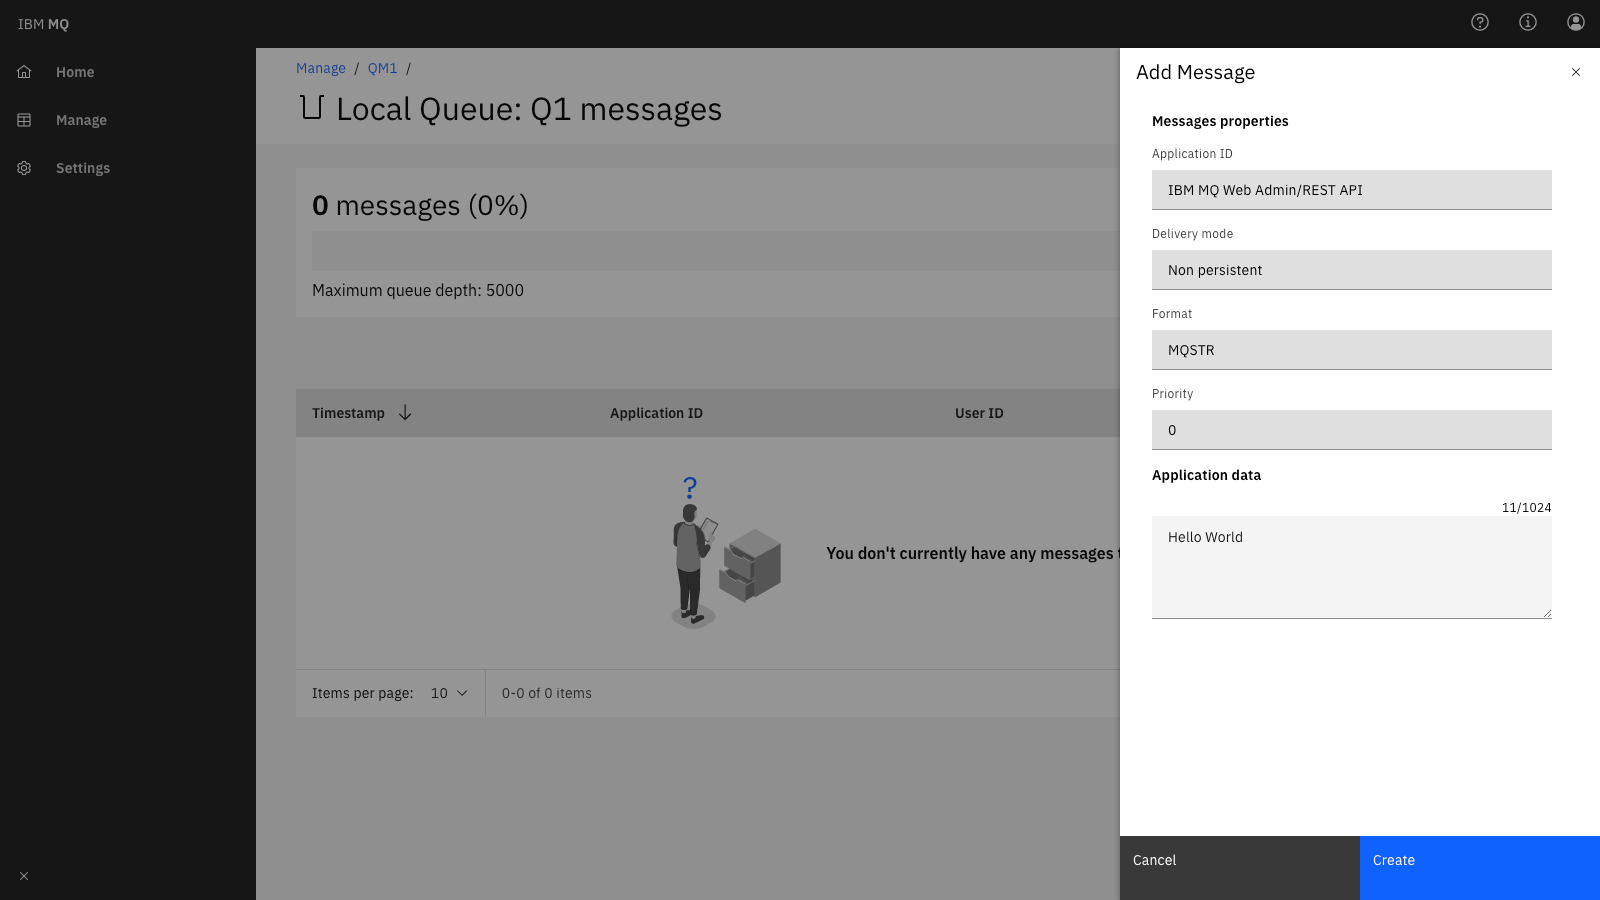 IBM MQ
Home
Manage
Settings
Manage / QM1 /
Local Queue: Q1 messages
0 messages (0%)
Maximum queue depth: 5000
Timestamp Application ID User ID
?
You don't currently have any messages
Items per page: 10 0-0 of 0 items
Add Message
Messages properties
Application ID
IBM MQ Web Admin/REST API
Delivery mode
Non persistent
Format
MQSTR
Priority
0
Application data
11/1024
Hello World
Cancel Create